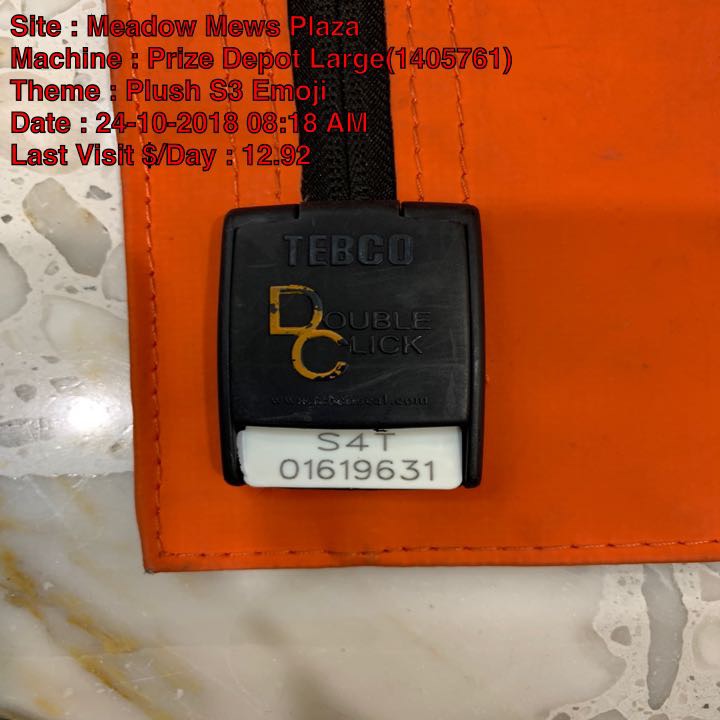 Site : Meadow Mews Plaza
Machine : Prize Depot Large(1405761)
Theme : Plush S3 Emoji
Date : 24-10-2018 08:18 AM
Last Visit $/Day : 12.92
TEBCO
DOUBLE
CLICK
S4T
01619631